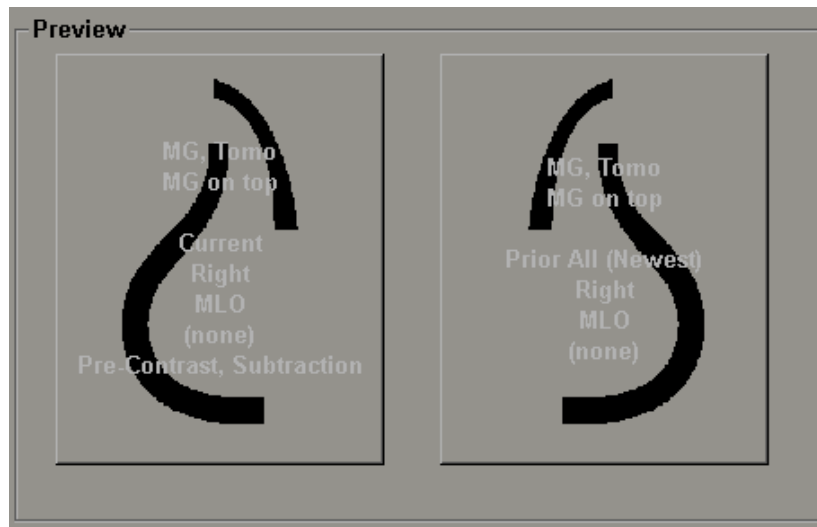 Preview
MG, Tomo
MG on top
Current
Right
MLO
(none)
Pre-Contrast, Subtraction
MG, Tomo
MG on top
Prior All (Newest)
Right
MLO
(none)